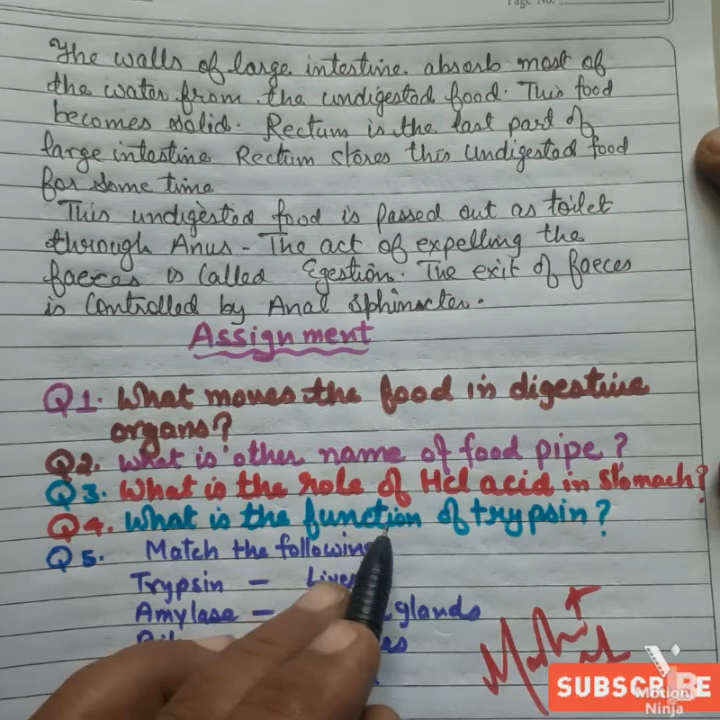 Page No.
The walls of large intestine absorb most of
the water from the undigested food. This food
becomes solid. Rectum is the last part of
large intestine Rectum stores this undigested food
for some time
This undigested food is passed out as toilet
through Anus - The act of expelling the
faeces is called Egestion. The exit of faeces
is controlled by Anal sphinscter.
Assignment
Q1. What moves the food in digestive
organs?
Q2. What is other name of food pipe?
Q3. What is the role of Hcl acid in stomach?
Q4. What is the function of trypsin?
Q5. Match the following
Trypsin –
Amylase – glands
SUBSCRIBE
Motion
Ninja